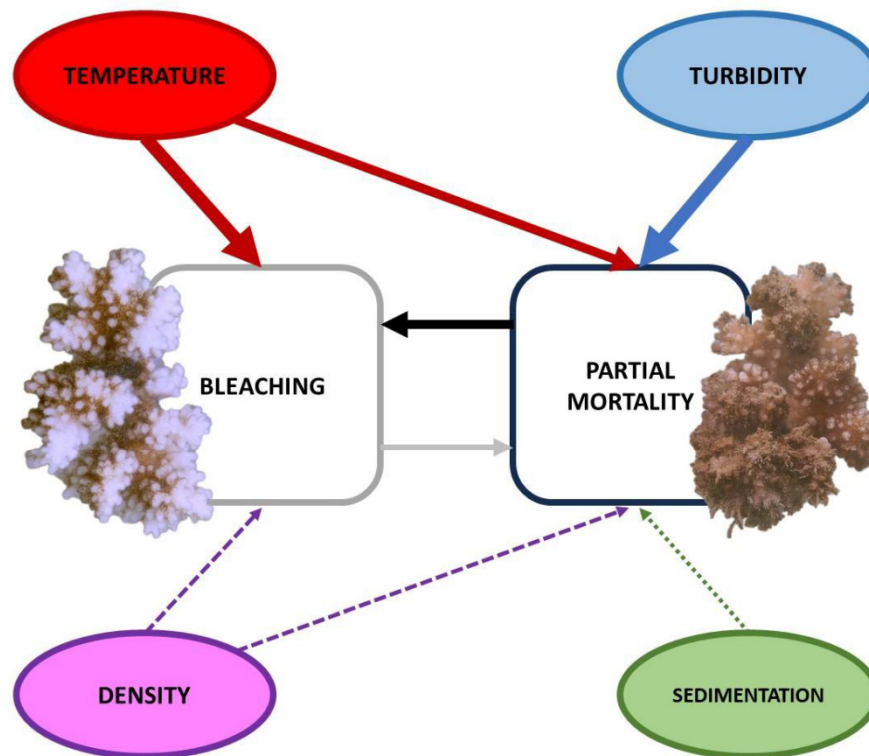 TEMPERATURE
TURBIDITY
BLEACHING
PARTIAL
MORTALITY
DENSITY
SEDIMENTATION